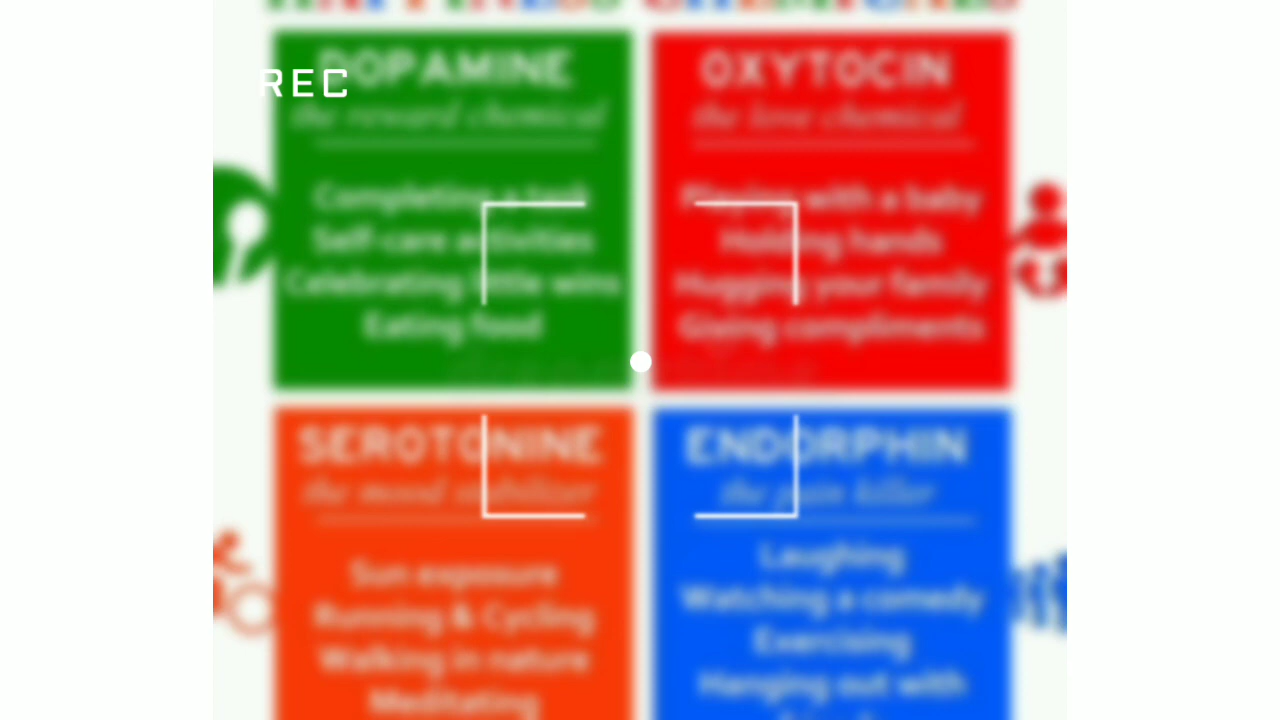 DOPAMINE
the reward chemical
Completing a task
Self-care activities
Celebrating little wins
Eating food
OXYTOCIN
the love chemical
Playing with a baby
Holding hands
Hugging your family
Giving compliments
SEROTONINE
the mood stabilizer
Sun exposure
Running & Cycling
Walking in nature
Meditating
ENDORPHIN
the pain killer
Laughing
Watching a comedy
Exercising
Hanging out with
REC